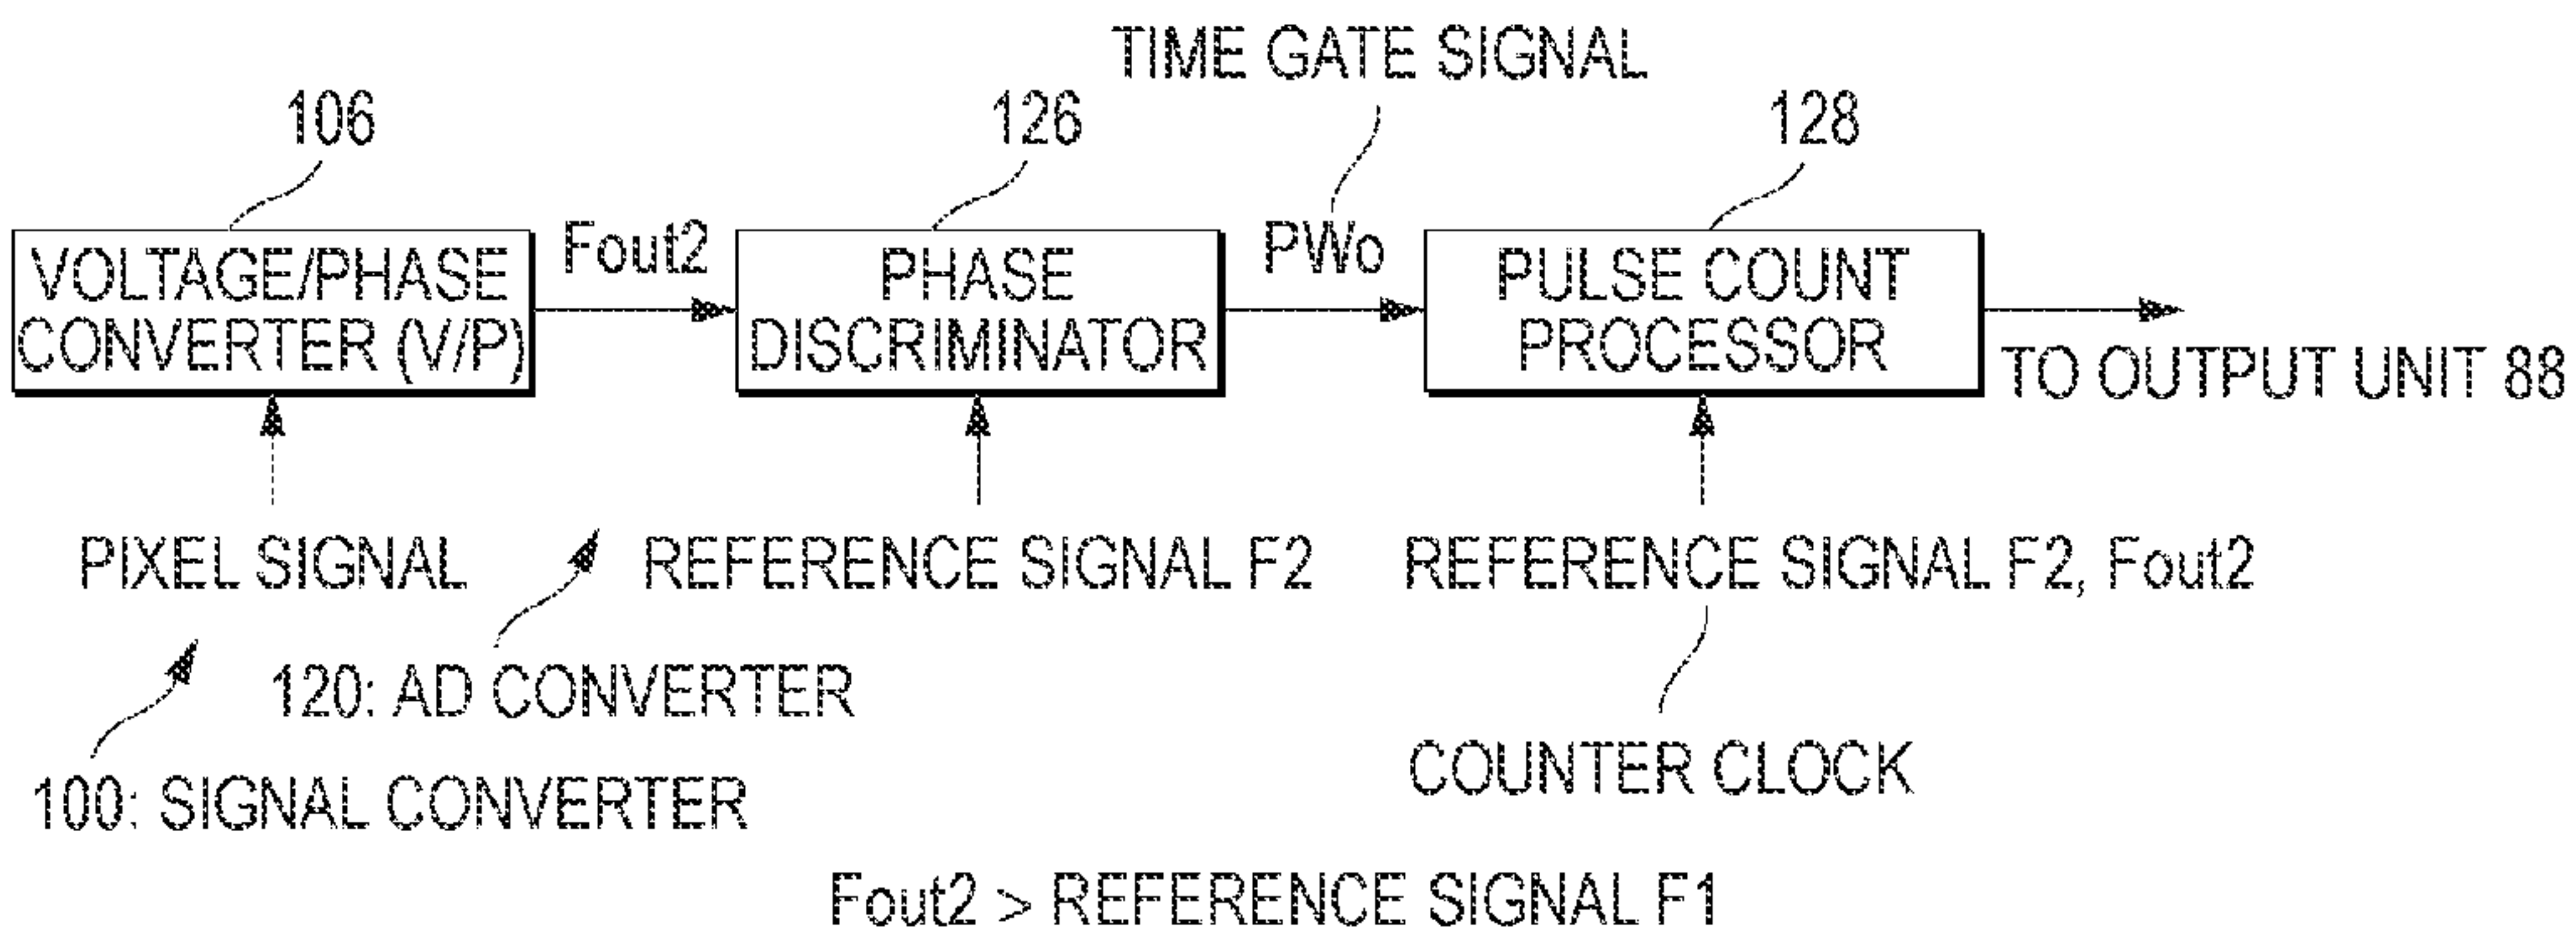 TIME GATE SIGNAL
106
126
128
VOLTAGE/PHASE
CONVERTER (V/P)
Fout2
PHASE
DISCRIMINATOR
PWo
PULSE COUNT
PROCESSOR
TO OUTPUT UNIT 88
PIXEL SIGNAL
REFERENCE SIGNAL F2
REFERENCE SIGNAL F2, Fout2
120: AD CONVERTER
100: SIGNAL CONVERTER
COUNTER CLOCK
Fout2 > REFERENCE SIGNAL F1